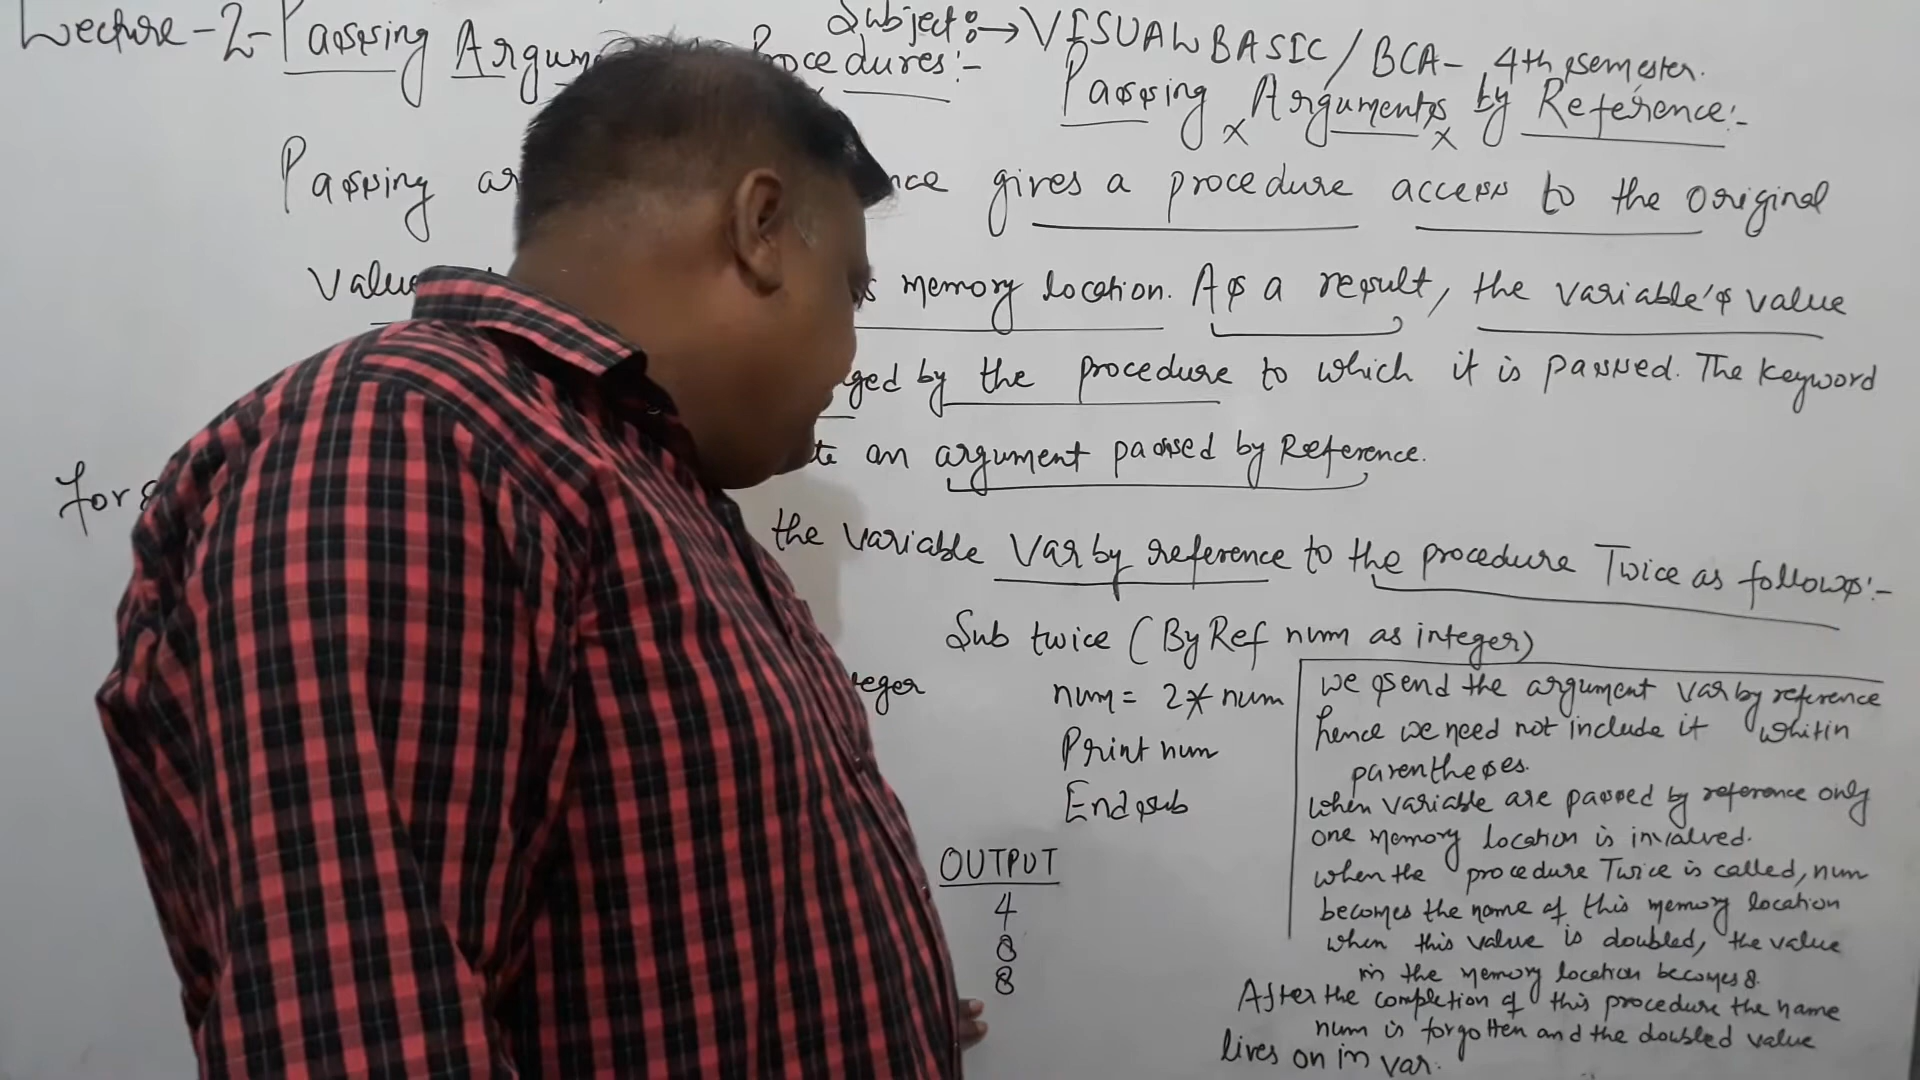 Lecture-2- Passing Procedures:-
Subject:→ VISUAL BASIC / BCA- 4th semester.
Passing Arguments by Reference:-
Passing gives a procedure access to the original
memory location. As a result, the variable's value
by the procedure to which it is passed. The keyword
an argument passed by Reference.
the variable Var by reference to the procedure Twice as follows:-
Sub twice (ByRef num as integer)
num = 2 * num
Print num
End sub
OUTPUT
4
8
8
we send the argument var by reference
hence we need not include it whitin
parentheses.
when variable are passed by reference only
one memory location is invalved.
when the procedure Twice is called, num
becomes the name of this memory location
when this value is doubled, the value
in the memory location becomes 8.
After the completion of this procedure the name
num is forgotten and the doubled value
lives on in var.